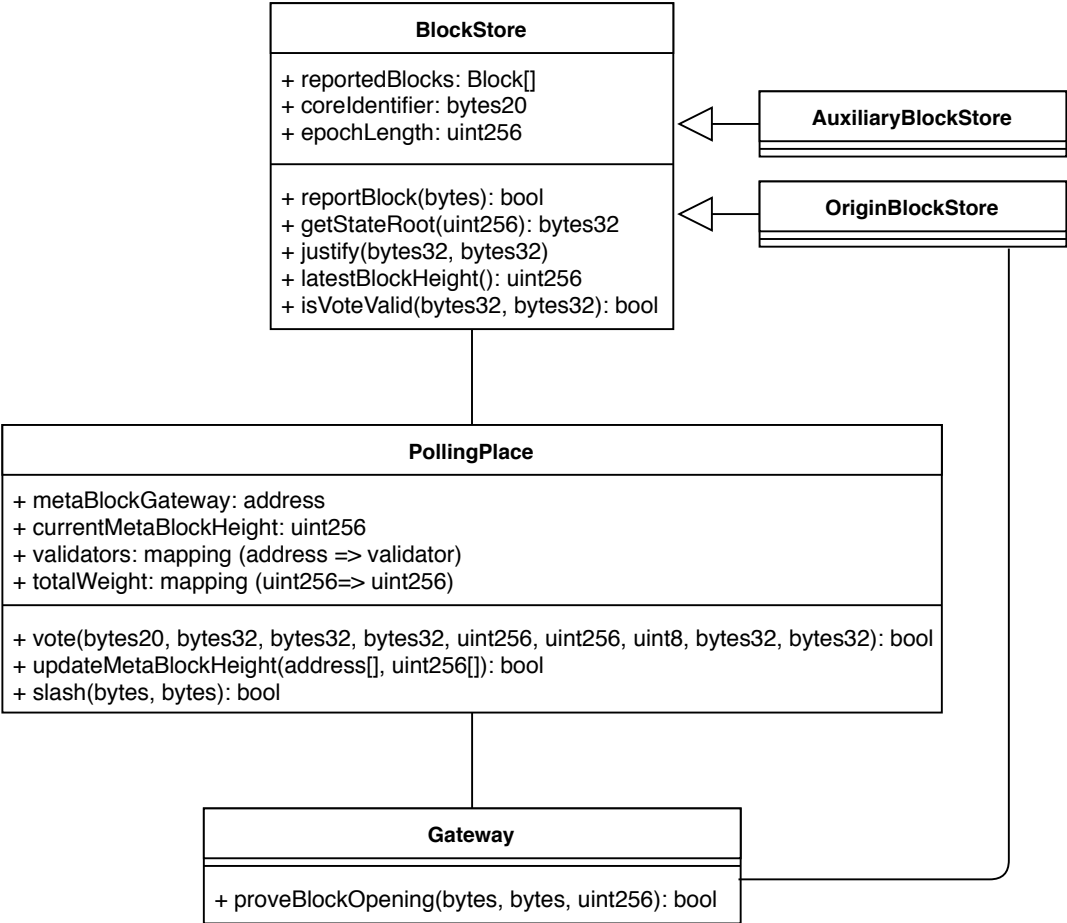 BlockStore
+ reportedBlocks: Block[]
+ coreIdentifier: bytes20
+ epochLength: uint256
+ reportBlock(bytes): bool
+ getStateRoot(uint256): bytes32
+ justify(bytes32, bytes32)
+ latestBlockHeight(): uint256
+ isVoteValid(bytes32, bytes32): bool
AuxiliaryBlockStore
OriginBlockStore
PollingPlace
+ metaBlockGateway: address
+ currentMetaBlockHeight: uint256
+ validators: mapping (address => validator)
+ totalWeight: mapping (uint256=> uint256)
+ vote(bytes20, bytes32, bytes32, bytes32, uint256, uint256, uint8, bytes32, bytes32): bool
+ updateMetaBlockHeight(address[], uint256[]): bool
+ slash(bytes, bytes): bool
Gateway
+ proveBlockOpening(bytes, bytes, uint256): bool